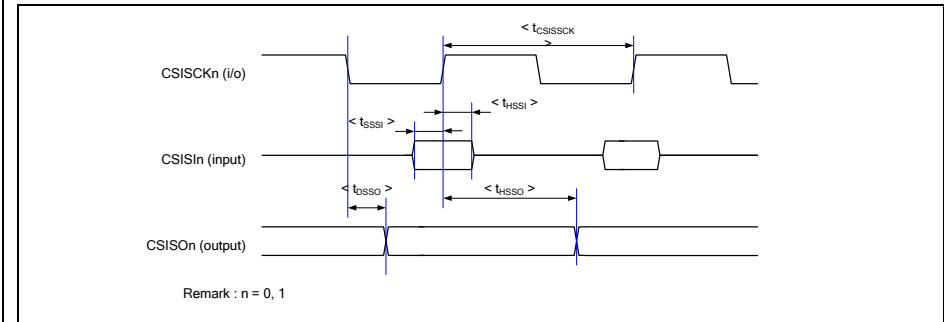 < tCSISSCK
>
CSISCKn (i/o)
< tHSSI >
< tSSSI >
CSISIn (input)
< tDSSO >
< tHSSO >
CSISOn (output)
Remark : n = 0, 1